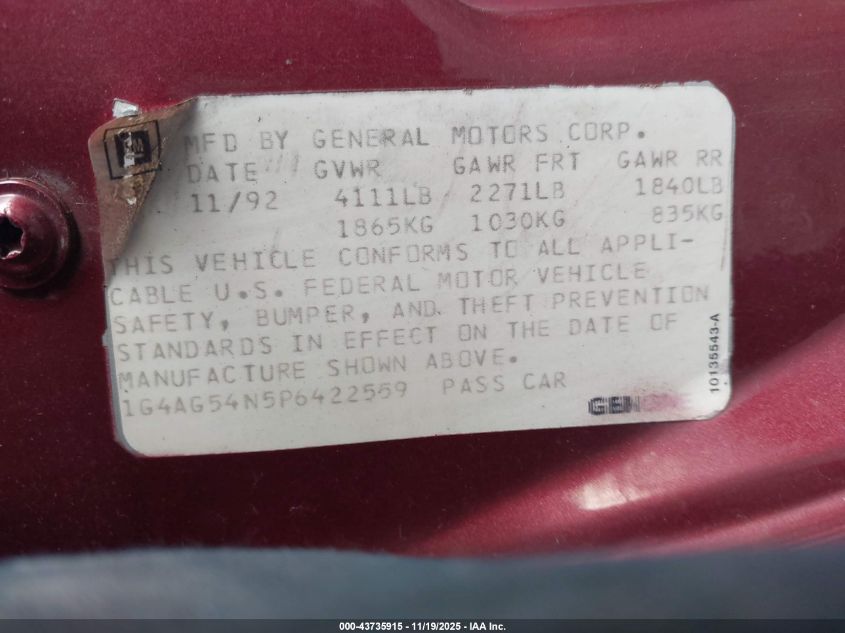 GM
MFD BY GENERAL MOTORS CORP.
DATE GVWR GAWR FRT GAWR RR
11/92 4111LB 2271LB 1840LB
1865KG 1030KG 835KG
THIS VEHICLE CONFORMS TO ALL APPLI-
CABLE U.S. FEDERAL MOTOR VEHICLE
SAFETY, BUMPER, AND THEFT PREVENTION
STANDARDS IN EFFECT ON THE DATE OF
MANUFACTURE SHOWN ABOVE.
1G4AG54N5P6422559 PASS CAR
10135543-A
000-43735915 - 11/19/2025 - IAA Inc.